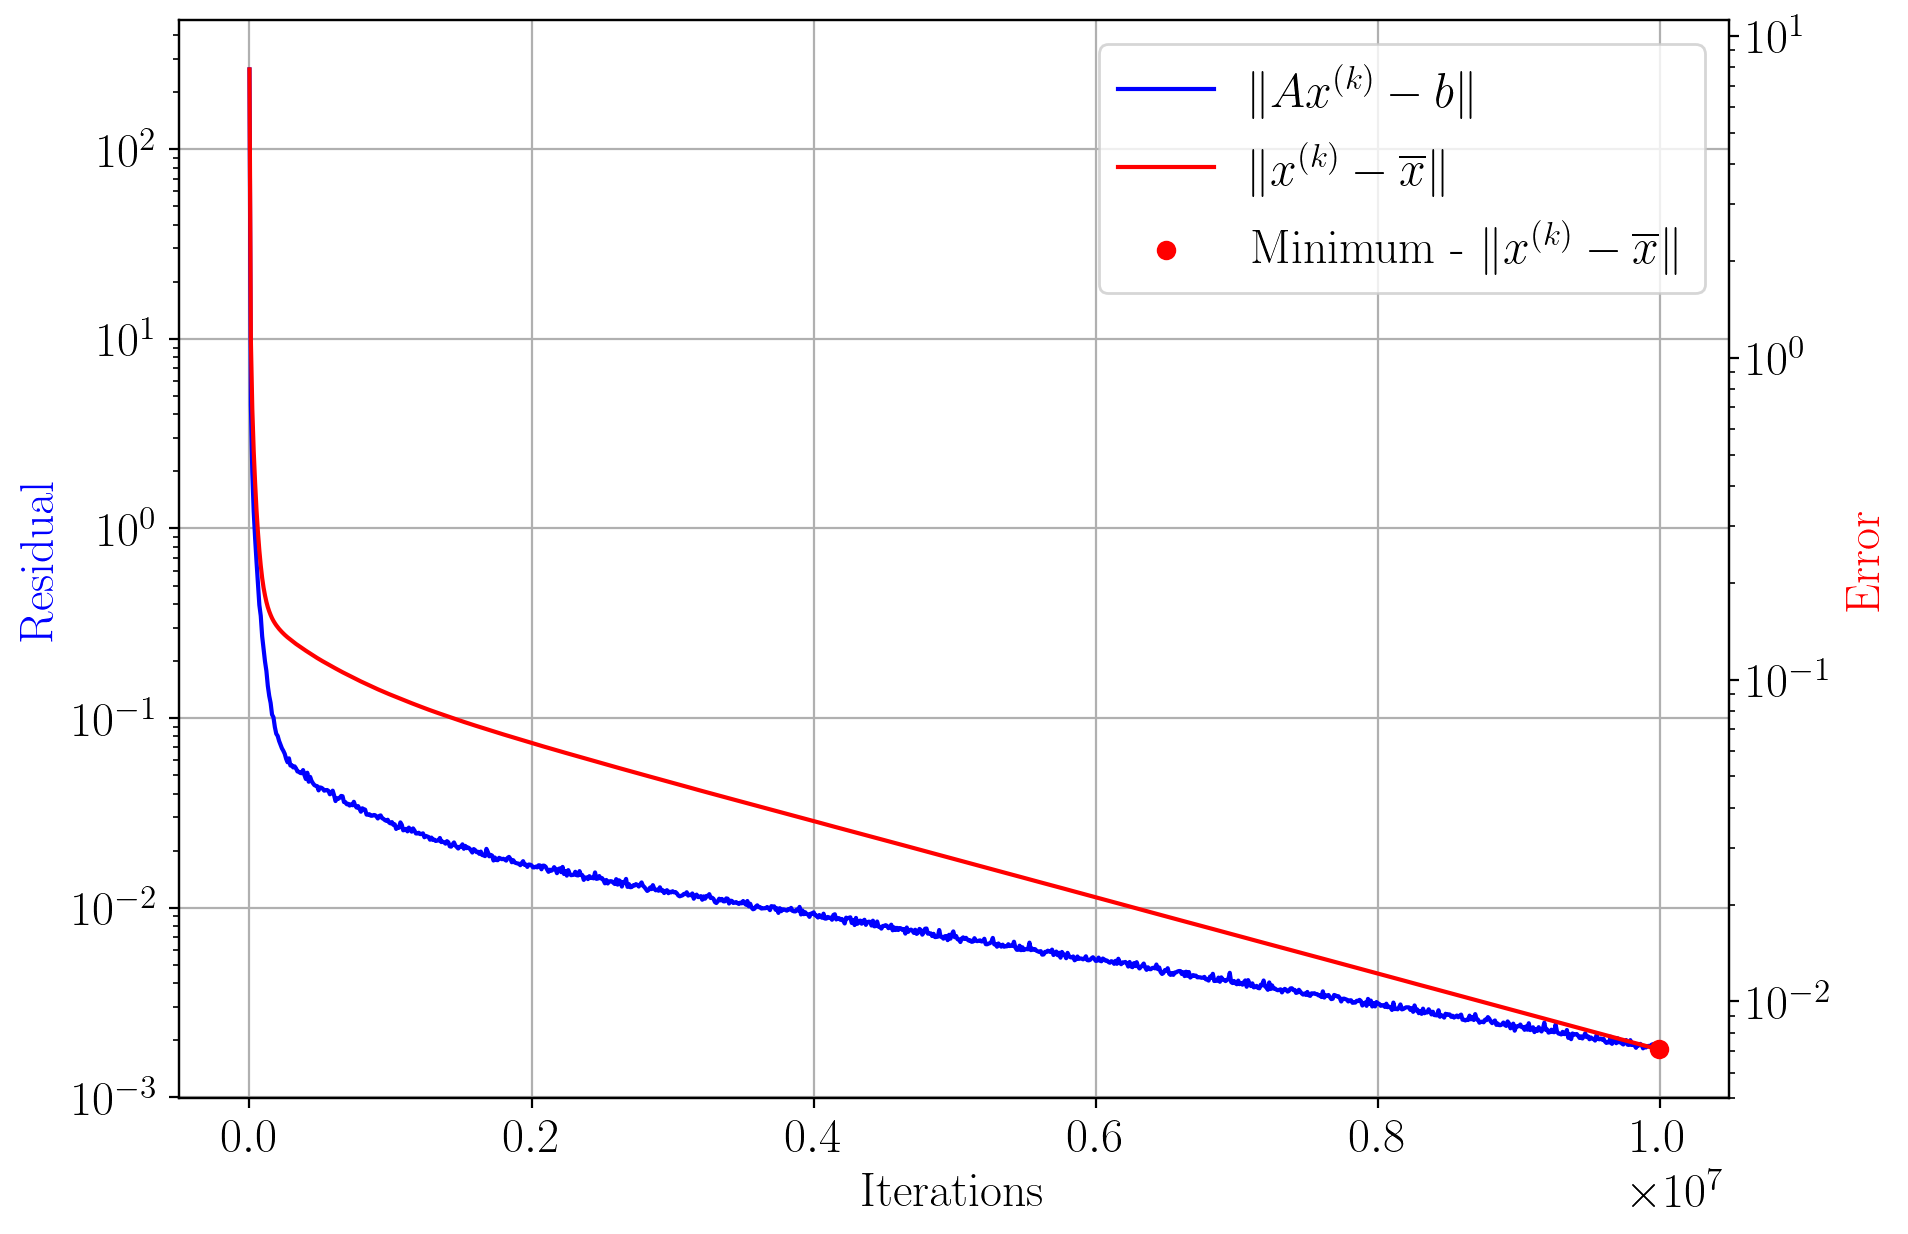 ‖Ax^(k) − b‖
‖x^(k) − x̅‖
Minimum - ‖x^(k) − x̅‖
Residual
10^2
10^1
10^0
10^−1
10^−2
10^−3
10^1
10^0
10^−1
10^−2
Error
0.0 0.2 0.4 0.6 0.8 1.0
Iterations
×10^7